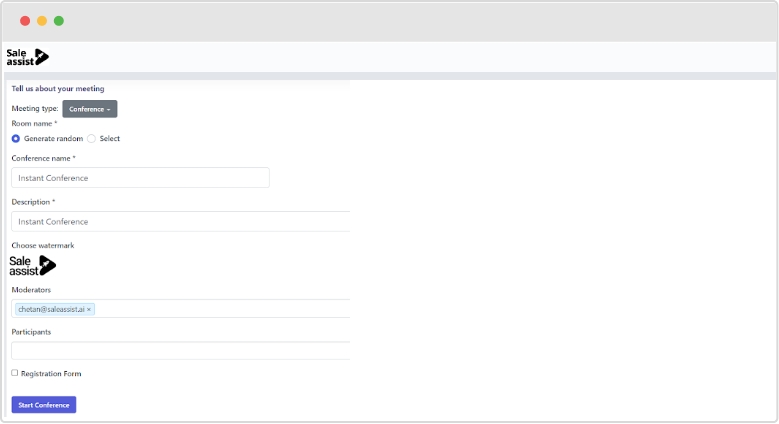 Sale
assist
Tell us about your meeting
Meeting type: Conference
Room name *
Generate random Select
Conference name *
Instant Conference
Description *
Instant Conference
Choose watermark
Sale
assist
Moderators
chetan@saleassist.ai ×
Participants
Registration Form
Start Conference